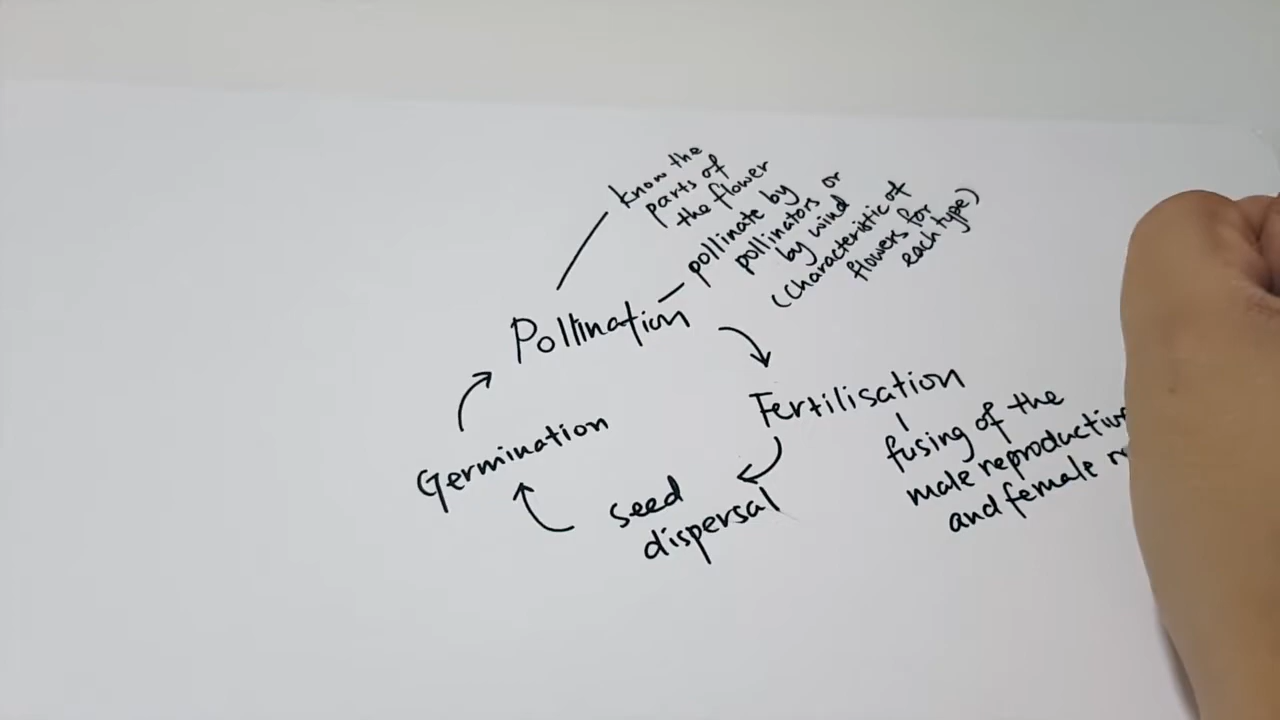 know the
parts of
the flower
pollinate by
pollinators or
by wind
(characteristic of
flowers for
each type)
Pollination
Fertilisation
fusing of the
male reproductive
and female
seed
dispersal
Germination